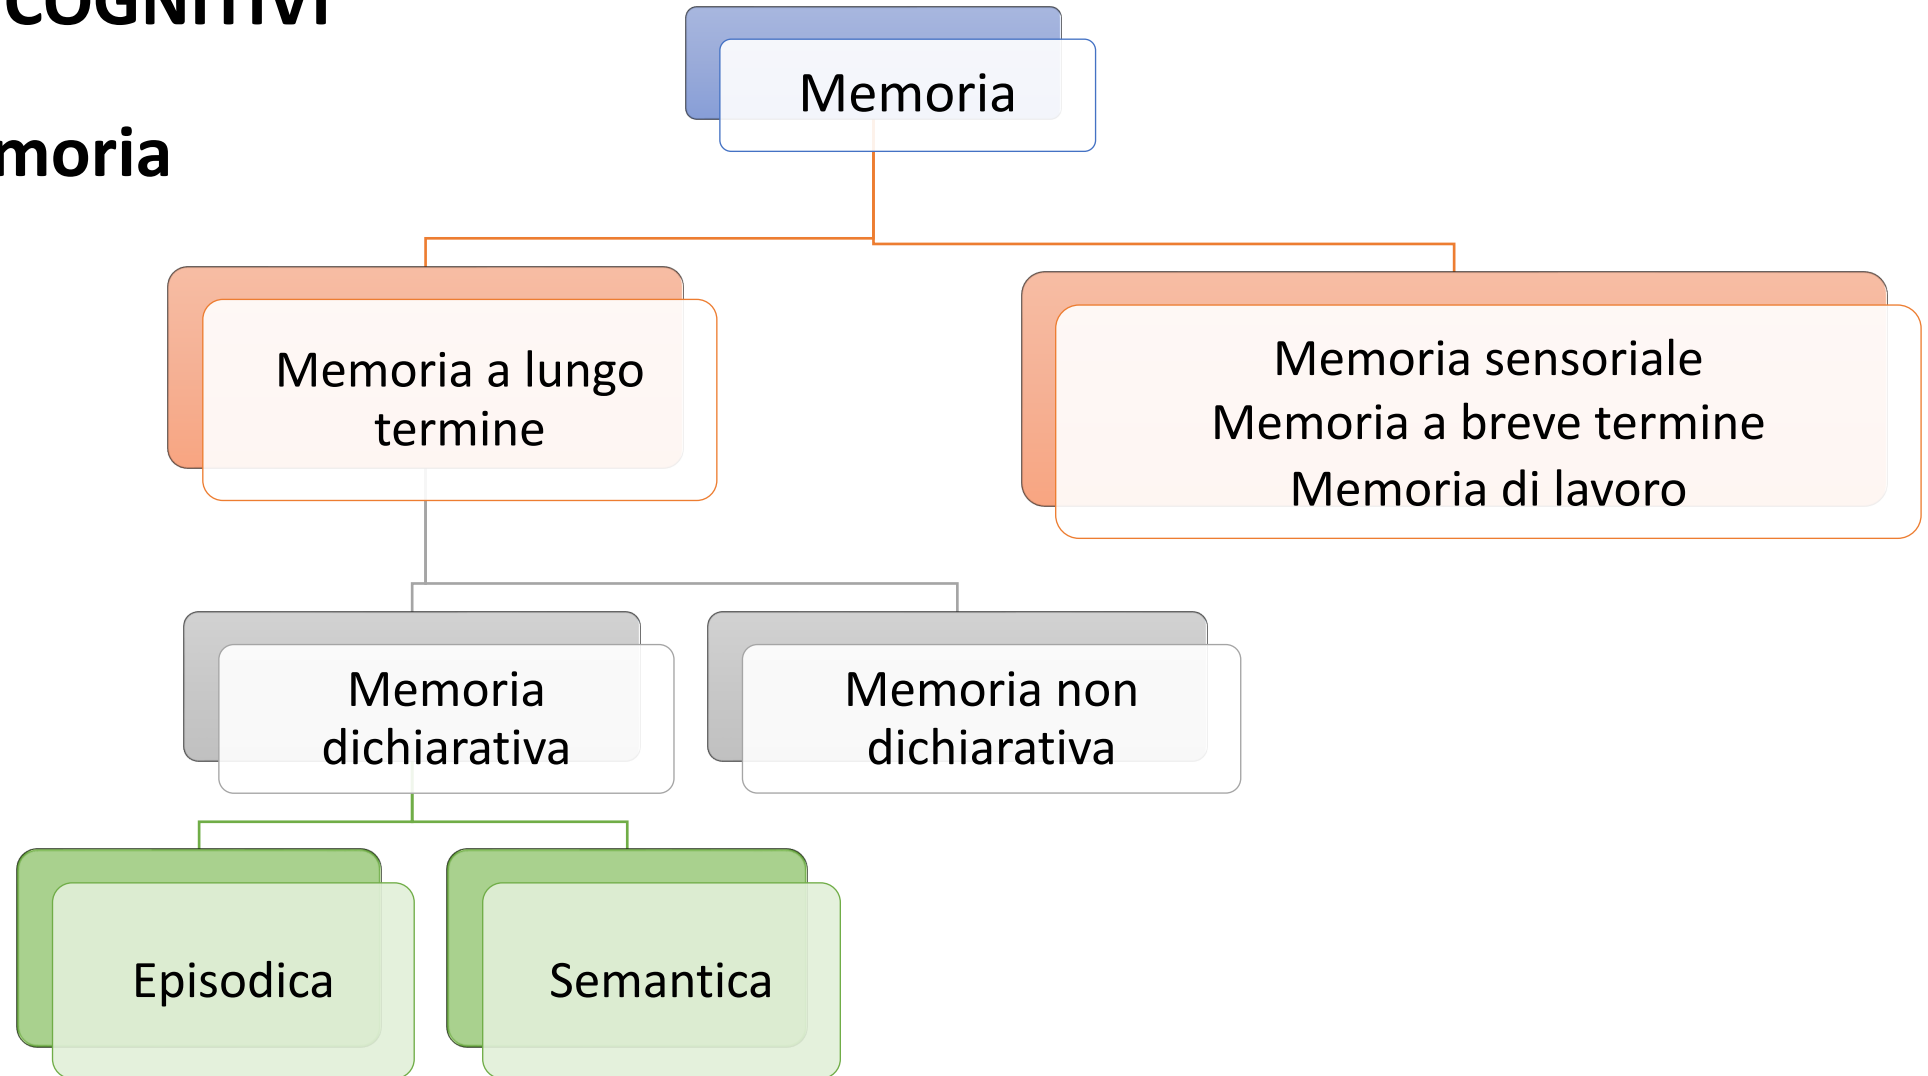 COGNITIVI
moria
Memoria
Memoria a lungo
termine
Memoria sensoriale
Memoria a breve termine
Memoria di lavoro
Memoria
dichiarativa
Memoria non
dichiarativa
Episodica
Semantica